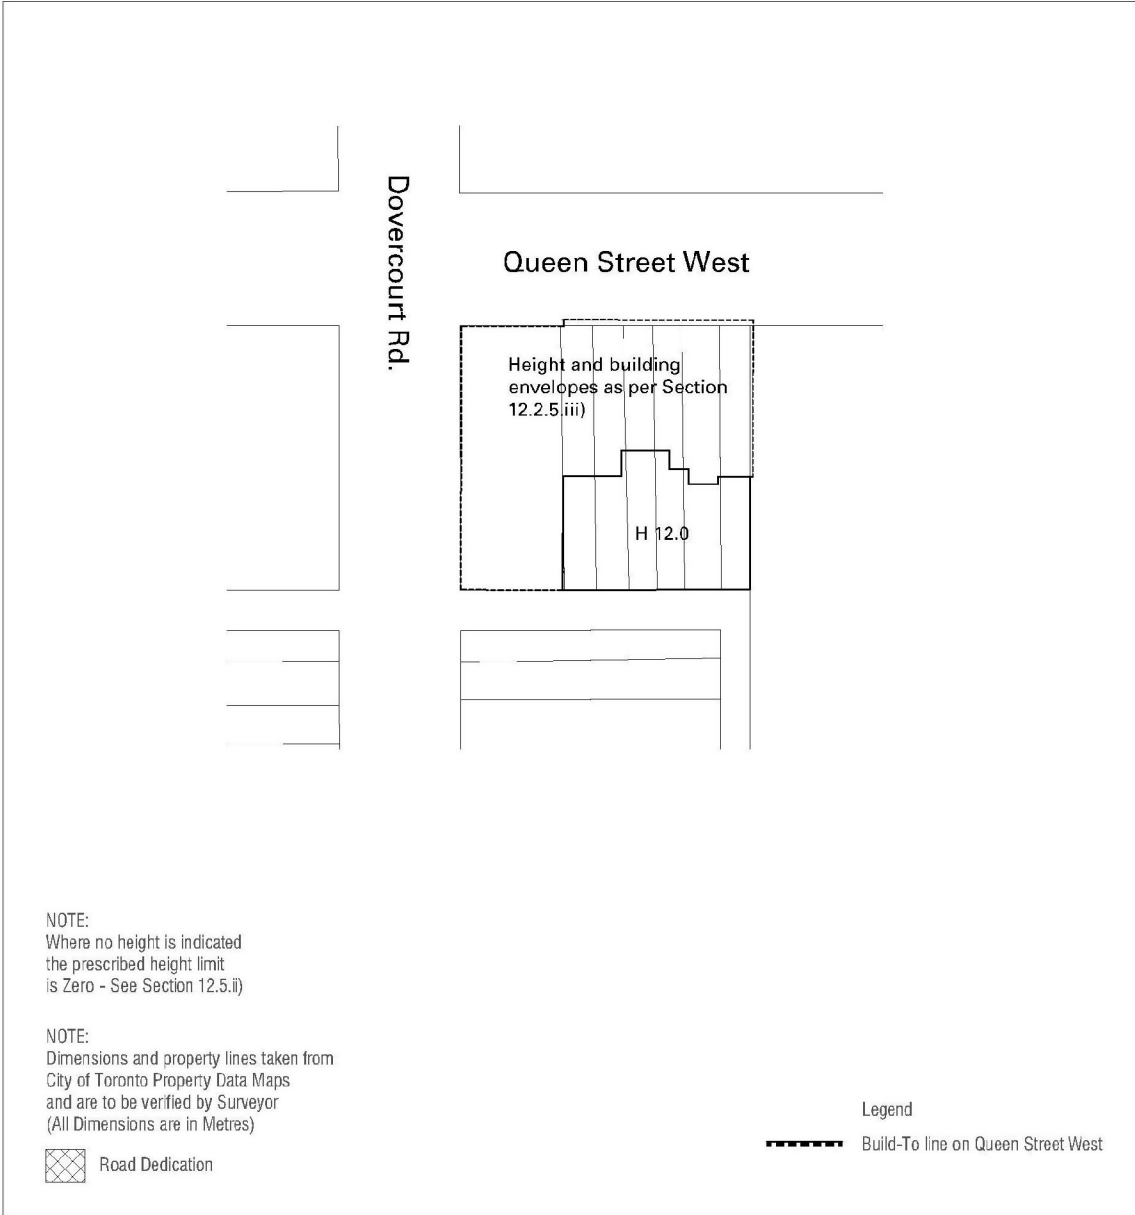 Dovercourt Rd.
Queen Street West
Height and building
envelopes as per Section
12.2.5.iii)
H 12.0
NOTE:
Where no height is indicated
the prescribed height limit
is Zero - See Section 12.5.ii)
NOTE:
Dimensions and property lines taken from
City of Toronto Property Data Maps
and are to be verified by Surveyor
(All Dimensions are in Metres)
Road Dedication
Legend
Build-To line on Queen Street West